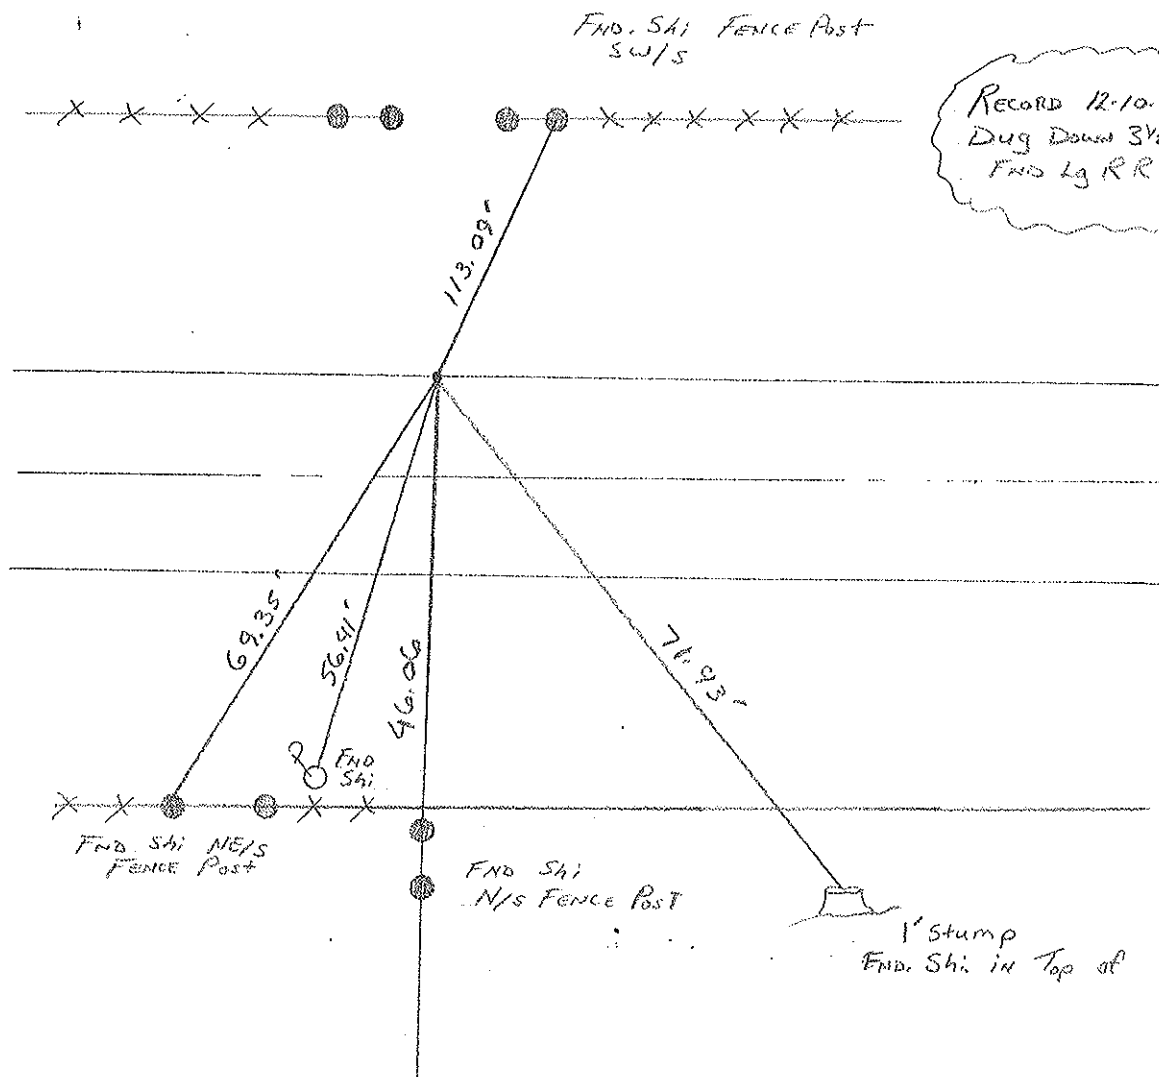 FND. Shi FENCE POST
SW/S
RECORD 12-10-
Dug Down 3½
FND Lg RR
113.09'
69.35'
56.41'
46.06
71.93'
FND
Shi
FND Shi NE/S
FENCE POST
FND Shi
N/S FENCE POST
1' Stump
FND. Shi in Top of